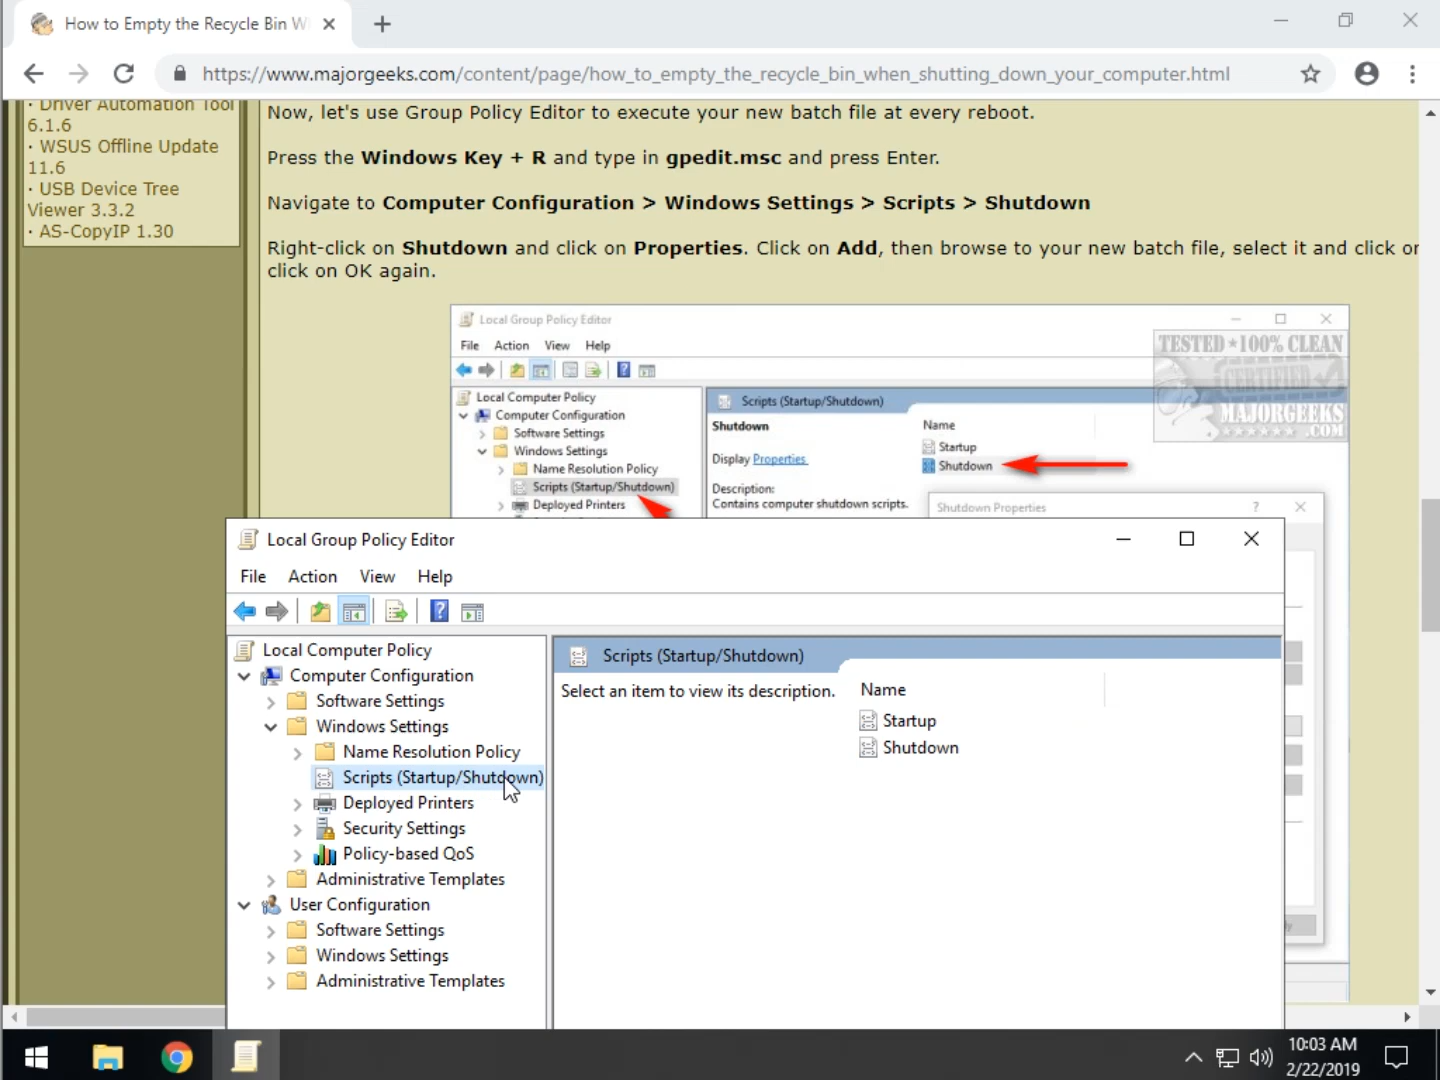 How to Empty the Recycle Bin W
https://www.majorgeeks.com/content/page/how_to_empty_the_recycle_bin_when_shutting_down_your_computer.html
· Driver Automation Tool
6.1.6
· WSUS Offline Update
11.6
· USB Device Tree
Viewer 3.3.2
· AS-CopyIP 1.30
Now, let's use Group Policy Editor to execute your new batch file at every reboot.
Press the Windows Key + R and type in gpedit.msc and press Enter.
Navigate to Computer Configuration > Windows Settings > Scripts > Shutdown
Right-click on Shutdown and click on Properties. Click on Add, then browse to your new batch file, select it and click
click on OK again.
Local Group Policy Editor
File Action View Help
TESTED ★100% CLEAN
CERTIFIED
MAJORGEEKS
.COM
Local Computer Policy
Computer Configuration
Software Settings
Windows Settings
Name Resolution Policy
Scripts (Startup/Shutdown)
Deployed Printers
Scripts (Startup/Shutdown)
Shutdown
Display Properties
Description:
Contains computer shutdown scripts.
Name
Startup
Shutdown
Shutdown Properties
Local Group Policy Editor
File Action View Help
Local Computer Policy
Computer Configuration
Software Settings
Windows Settings
Name Resolution Policy
Scripts (Startup/Shutdown)
Deployed Printers
Security Settings
Policy-based QoS
Administrative Templates
User Configuration
Software Settings
Windows Settings
Administrative Templates
Scripts (Startup/Shutdown)
Select an item to view its description.
Name
Startup
Shutdown
10:03 AM
2/22/2019